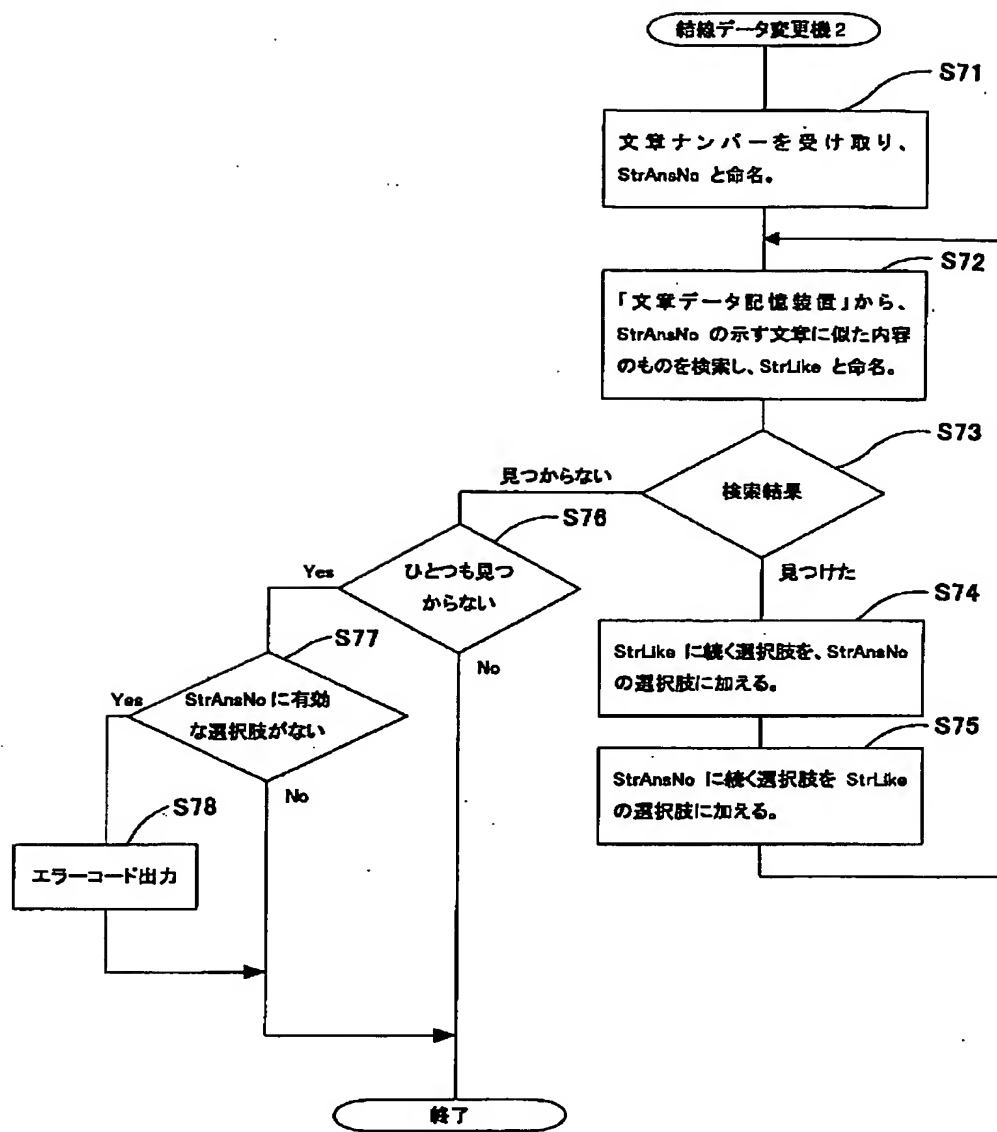 結線データ変更機2
S71
文章ナンバーを受け取り、
StrAnsNo と命名。
S72
「文章データ記憶装置」から、
StrAnsNo の示す文章に似た内容
のものを検索し、StrLike と命名。
S73
検索結果
見つからない
見つけた
S76
ひとつも見つ
からない
Yes
No
S74
StrLike に続く選択肢を、StrAnsNo
の選択肢に加える。
S77
StrAnsNo に有効
な選択肢がない
Yes
No
S75
StrAnsNo に続く選択肢を StrLike
の選択肢に加える。
S78
エラーコード出力
終了